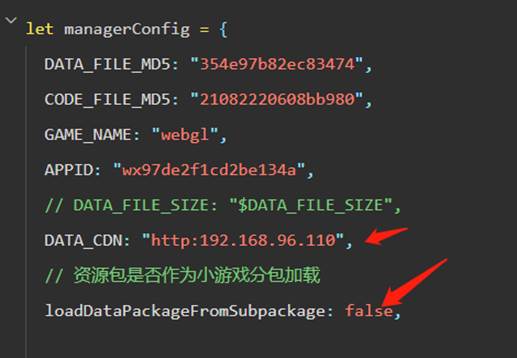 let managerConfig = {
DATA_FILE_MD5: "354e97b82ec83474",
CODE_FILE_MD5: "21082220608bb980",
GAME_NAME: "webgl",
APPID: "wx97de2f1cd2be134a",
// DATA_FILE_SIZE: "$DATA_FILE_SIZE",
DATA_CDN: "http:192.168.96.110",
// 资源包是否作为小游戏分包加载
loadDataPackageFromSubpackage: false,